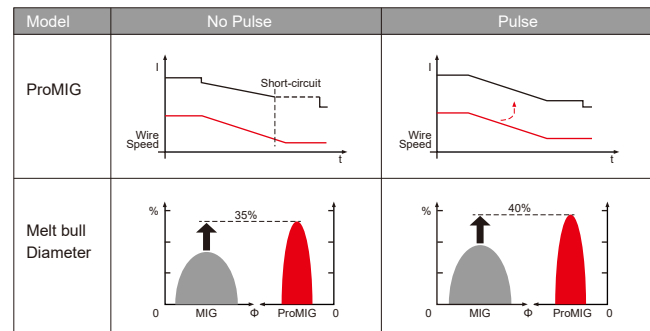 Model
No Pulse
Pulse
ProMIG
I
Short-circuit
Wire
Speed
t
I
Wire
Speed
t
Melt bull
Diameter
%
35%
0
MIG
Φ
ProMIG
0
%
40%
0
MIG
Φ
ProMIG
0